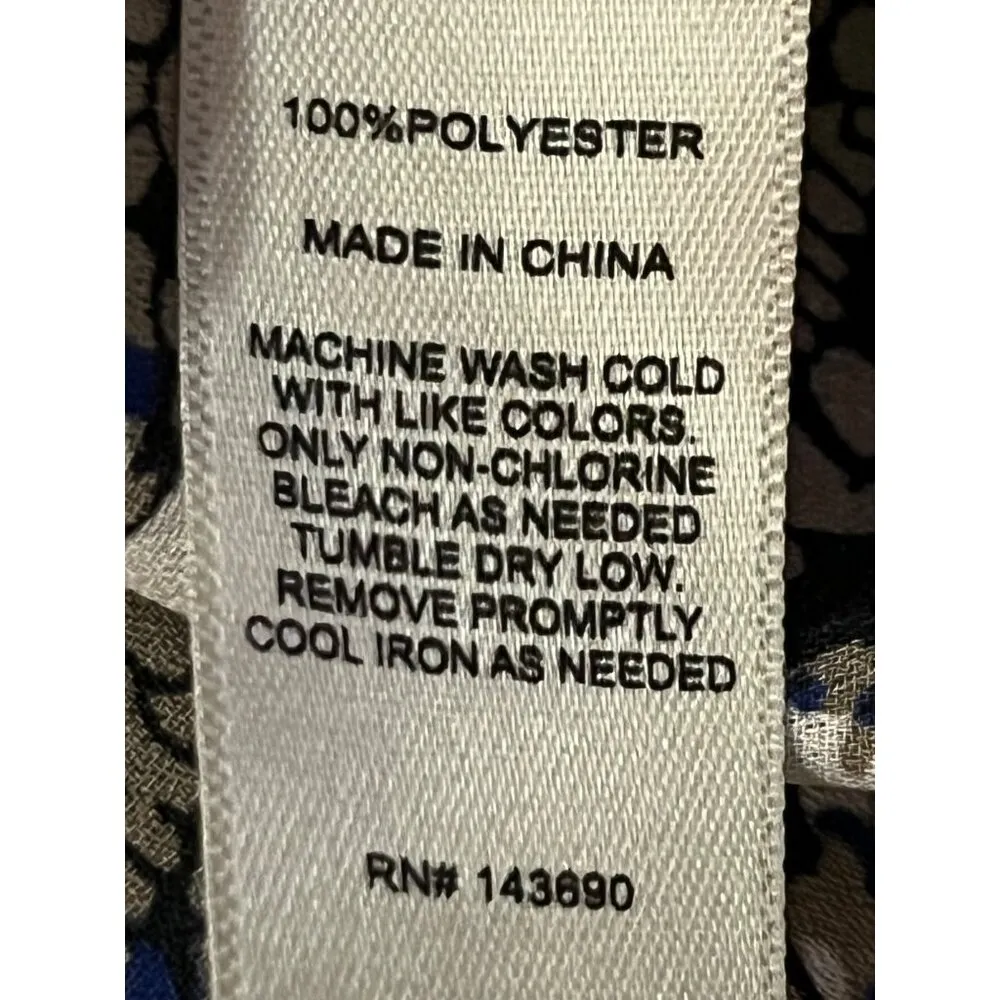 100%POLYESTER
MADE IN CHINA
MACHINE WASH COLD
WITH LIKE COLORS.
ONLY NON-CHLORINE
BLEACH AS NEEDED
TUMBLE DRY LOW.
REMOVE PROMPTLY
COOL IRON AS NEEDED
RN# 143690